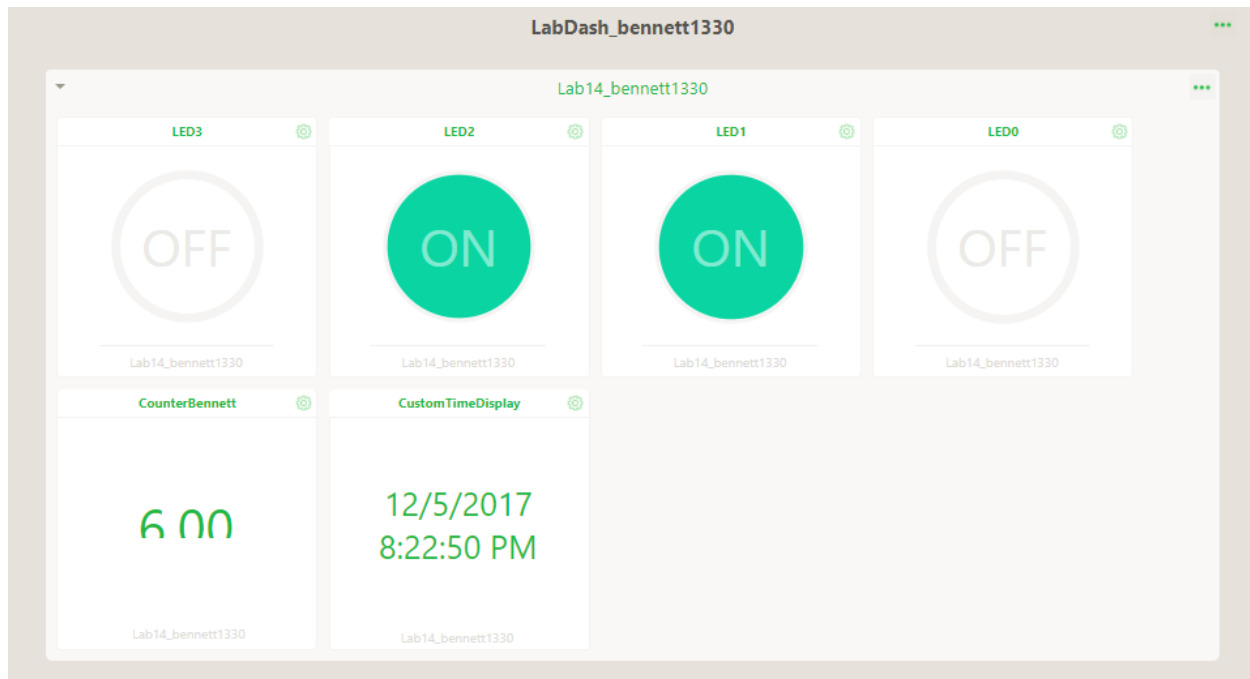 LabDash_bennett1330
Lab14_bennett1330
LED3
LED2
LED1
LED0
OFF
ON
ON
OFF
Lab14_bennett1330
Lab14_bennett1330
Lab14_bennett1330
Lab14_bennett1330
CounterBennett
CustomTimeDisplay
6.00
12/5/2017
8:22:50 PM
Lab14_bennett1330
Lab14_bennett1330